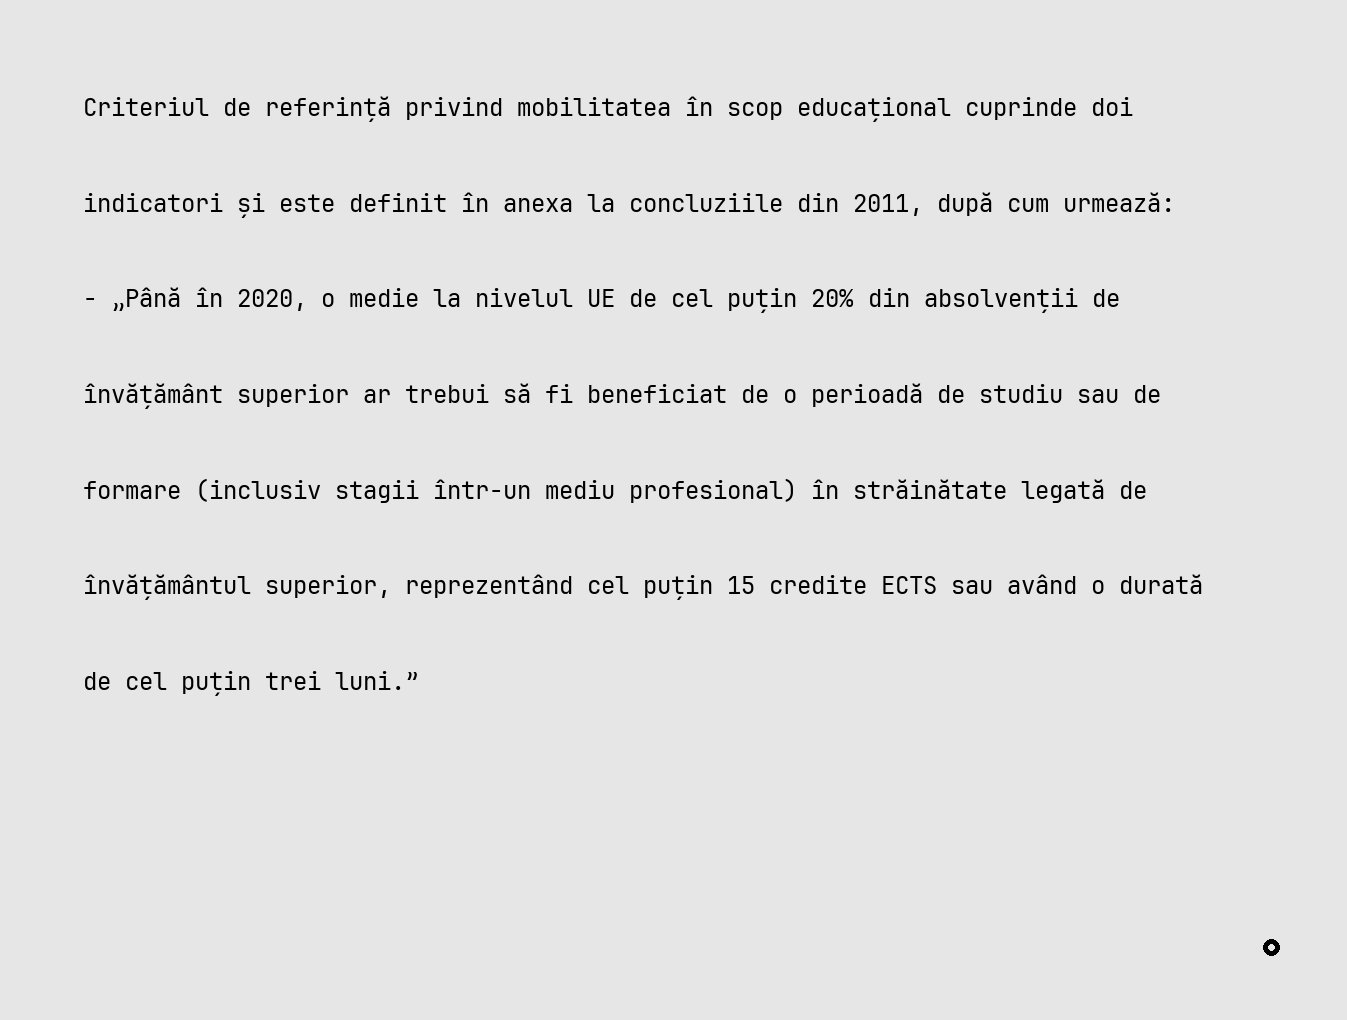 Criteriul de referință privind mobilitatea în scop educațional cuprinde doi
indicatori și este definit în anexa la concluziile din 2011, după cum urmează:
- „Până în 2020, o medie la nivelul UE de cel puțin 20% din absolvenții de
învățământ superior ar trebui să fi beneficiat de o perioadă de studiu sau de
formare (inclusiv stagii într-un mediu profesional) în străinătate legată de
învățământul superior, reprezentând cel puțin 15 credite ECTS sau având o durată
de cel puțin trei luni.”